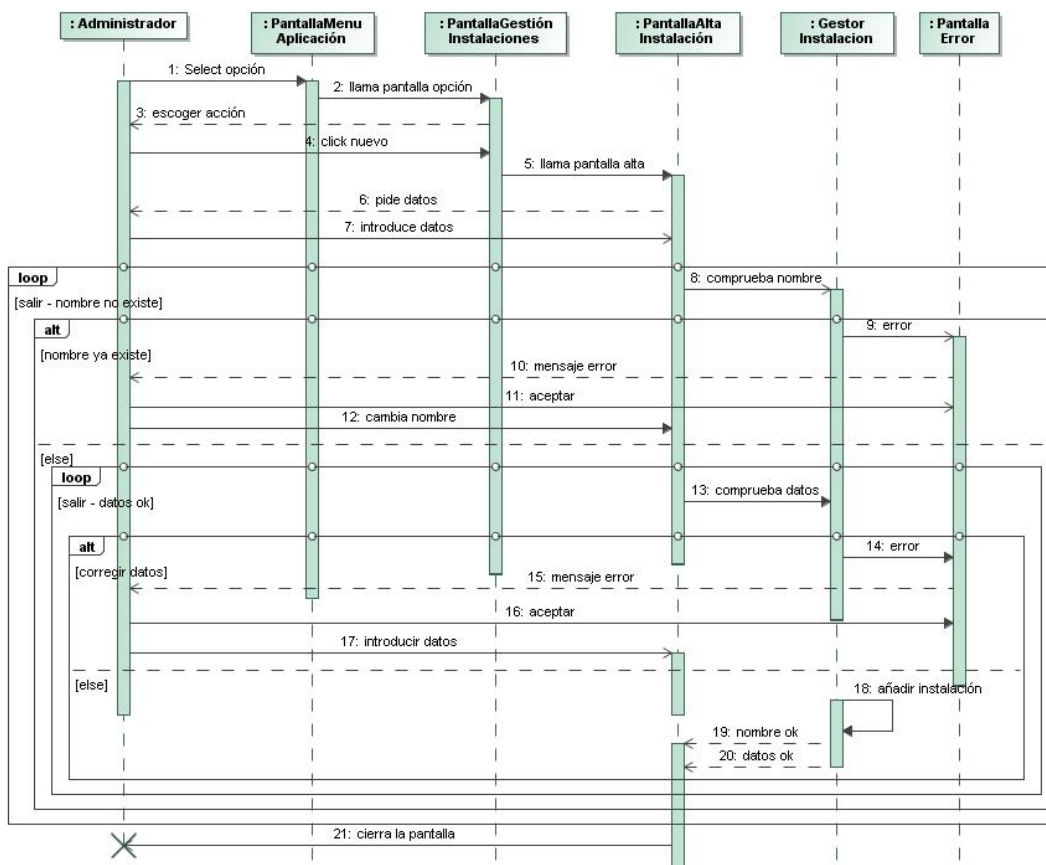 : Administrador
: PantallaMenu
Aplicación
: PantallaGestión
Instalaciones
: PantallaAlta
Instalación
: Gestor
Instalacion
: Pantalla
Error
1: Select opción
2: llama pantalla opción
3: escoger acción
4: click nuevo
5: llama pantalla alta
6: pide datos
7: introduce datos
loop
8: comprueba nombre
[salir - nombre no existe]
alt
9: error
[nombre ya existe]
10: mensaje error
11: aceptar
12: cambia nombre
[else]
loop
13: comprueba datos
[salir - datos ok]
alt
14: error
[corregir datos]
15: mensaje error
16: aceptar
17: introducir datos
[else]
18: añadir instalación
19: nombre ok
20: datos ok
21: cierra la pantalla